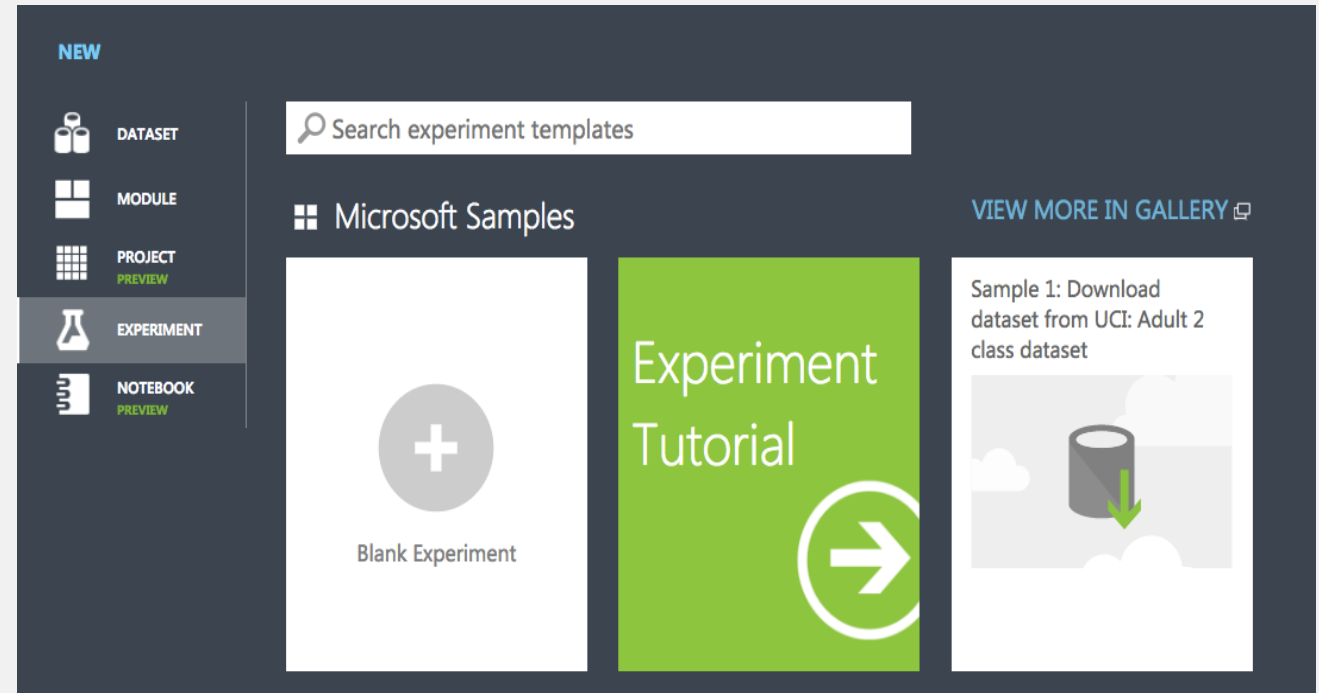 NEW
DATASET
MODULE
PROJECT
PREVIEW
EXPERIMENT
NOTEBOOK
PREVIEW
Search experiment templates
Microsoft Samples
VIEW MORE IN GALLERY
Blank Experiment
Experiment
Tutorial
Sample 1: Download
dataset from UCI: Adult 2
class dataset